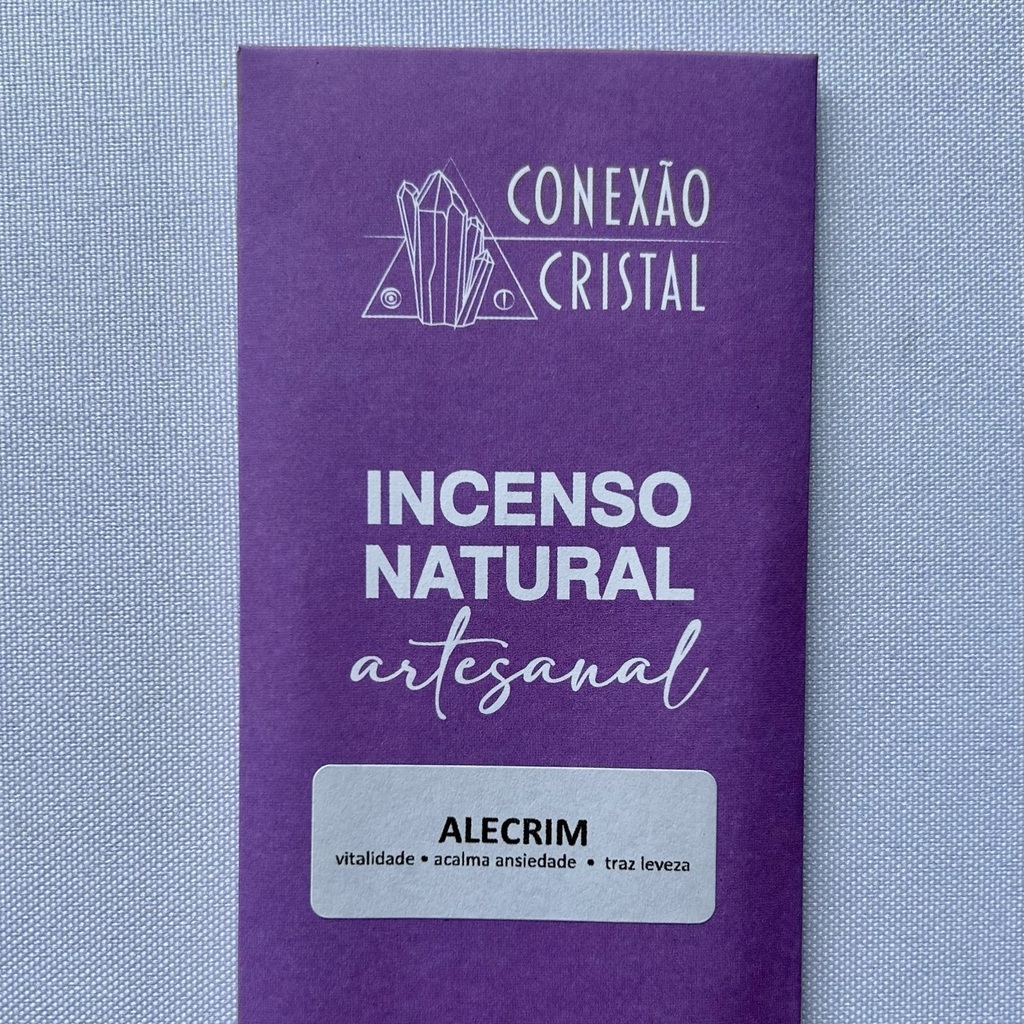 CONEXÃO
CRISTAL
INCENSO
NATURAL
artesanal
ALECRIM
vitalidade • acalma ansiedade • traz leveza